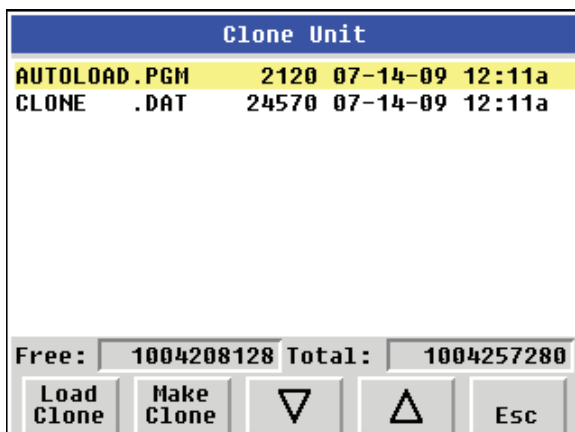 Clone Unit
AUTOLOAD.PGM 2120 07-14-09 12:11a
CLONE .DAT 24570 07-14-09 12:11a
Free: 1004208128 Total: 1004257280
Load Clone Make Clone ▽ △ Esc